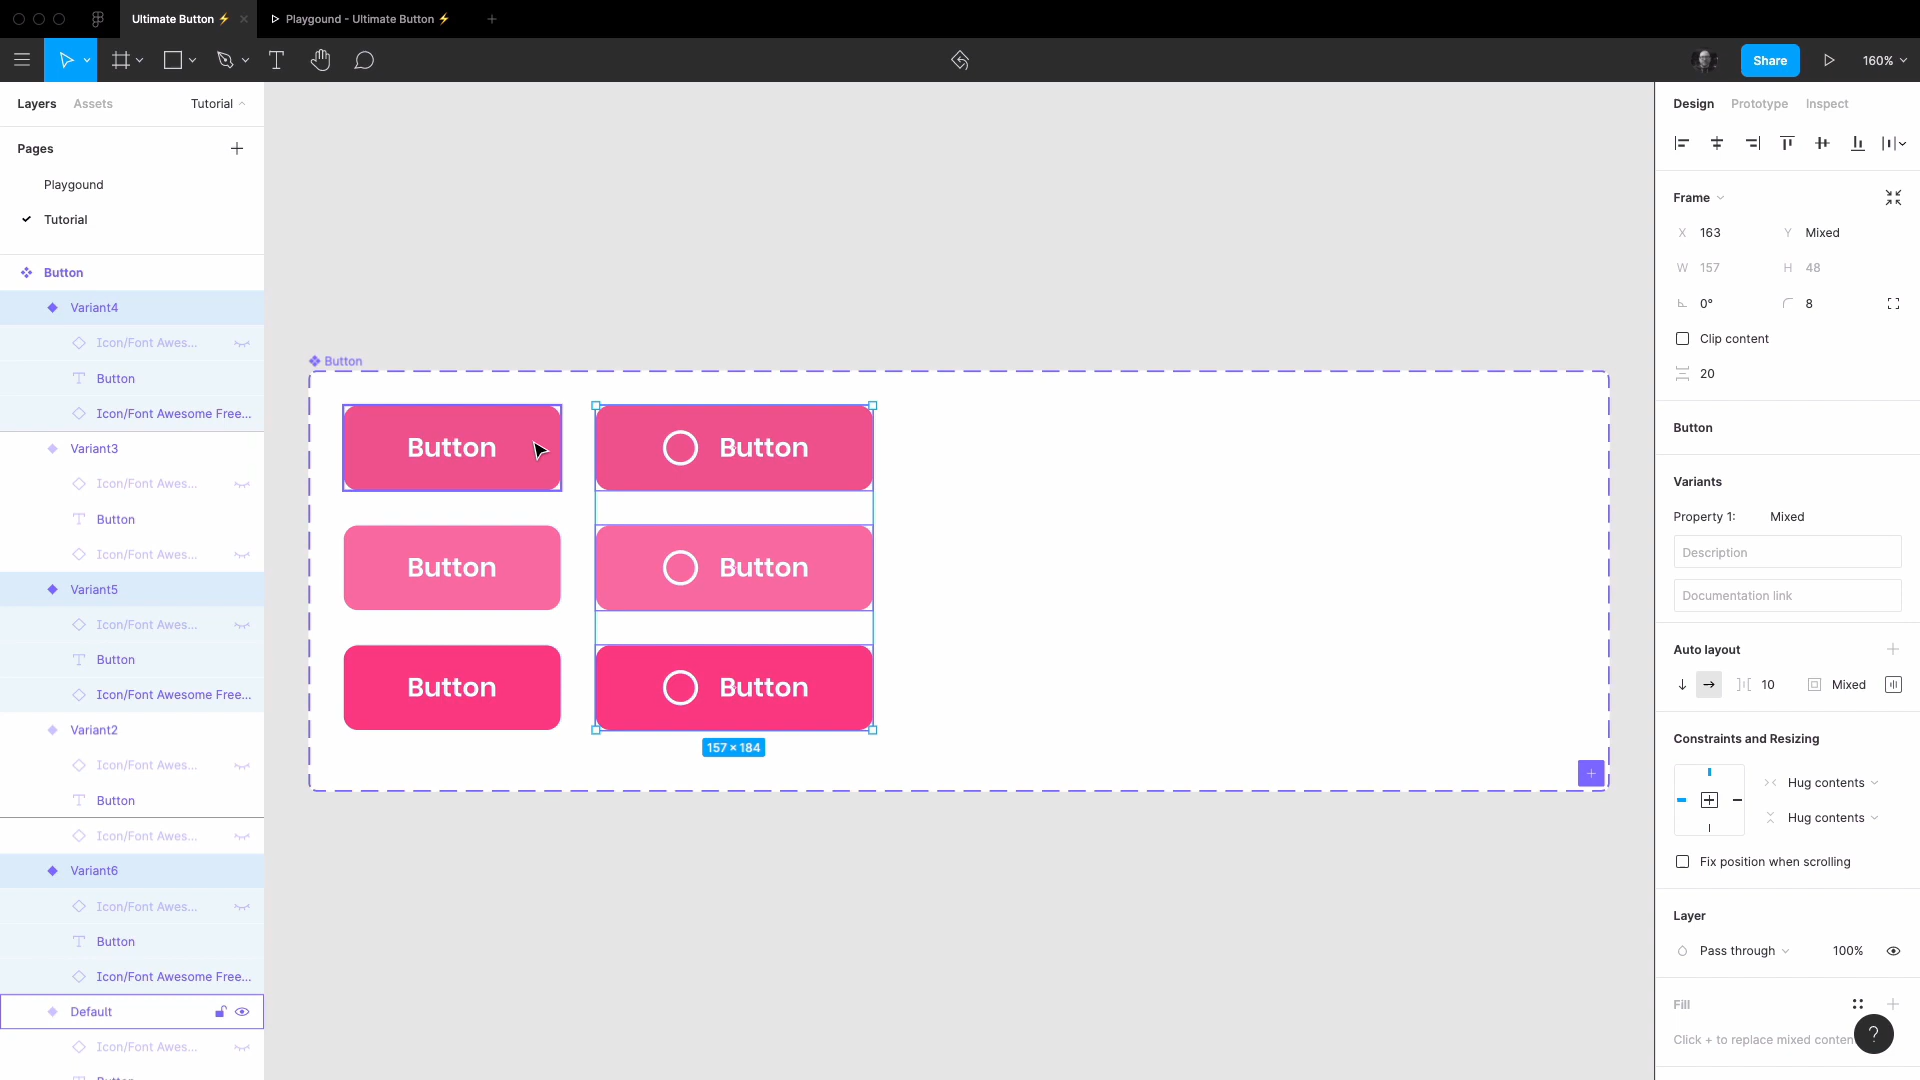 Ultimate Button ⚡
Playgound - Ultimate Button ⚡
Share
160%
Layers
Assets
Tutorial
Pages
Playgound
Tutorial
Button
Variant4
Icon/Font Awes...
Button
Icon/Font Awesome Free...
Variant3
Icon/Font Awes...
Button
Icon/Font Awes...
Variant5
Icon/Font Awes...
Button
Icon/Font Awesome Free...
Variant2
Icon/Font Awes...
Button
Icon/Font Awes...
Variant6
Icon/Font Awes...
Button
Icon/Font Awesome Free...
Default
Icon/Font Awes...
Button
Button
Button
Button
Button
Button
Button
Button
157 × 184
Design
Prototype
Inspect
Frame
X 163
Y Mixed
W 157
H 48
0°
8
Clip content
20
Button
Variants
Property 1: Mixed
Description
Documentation link
Auto layout
10
Mixed
Constraints and Resizing
Hug contents
Hug contents
Fix position when scrolling
Layer
Pass through
100%
Fill
Click + to replace mixed conten
?